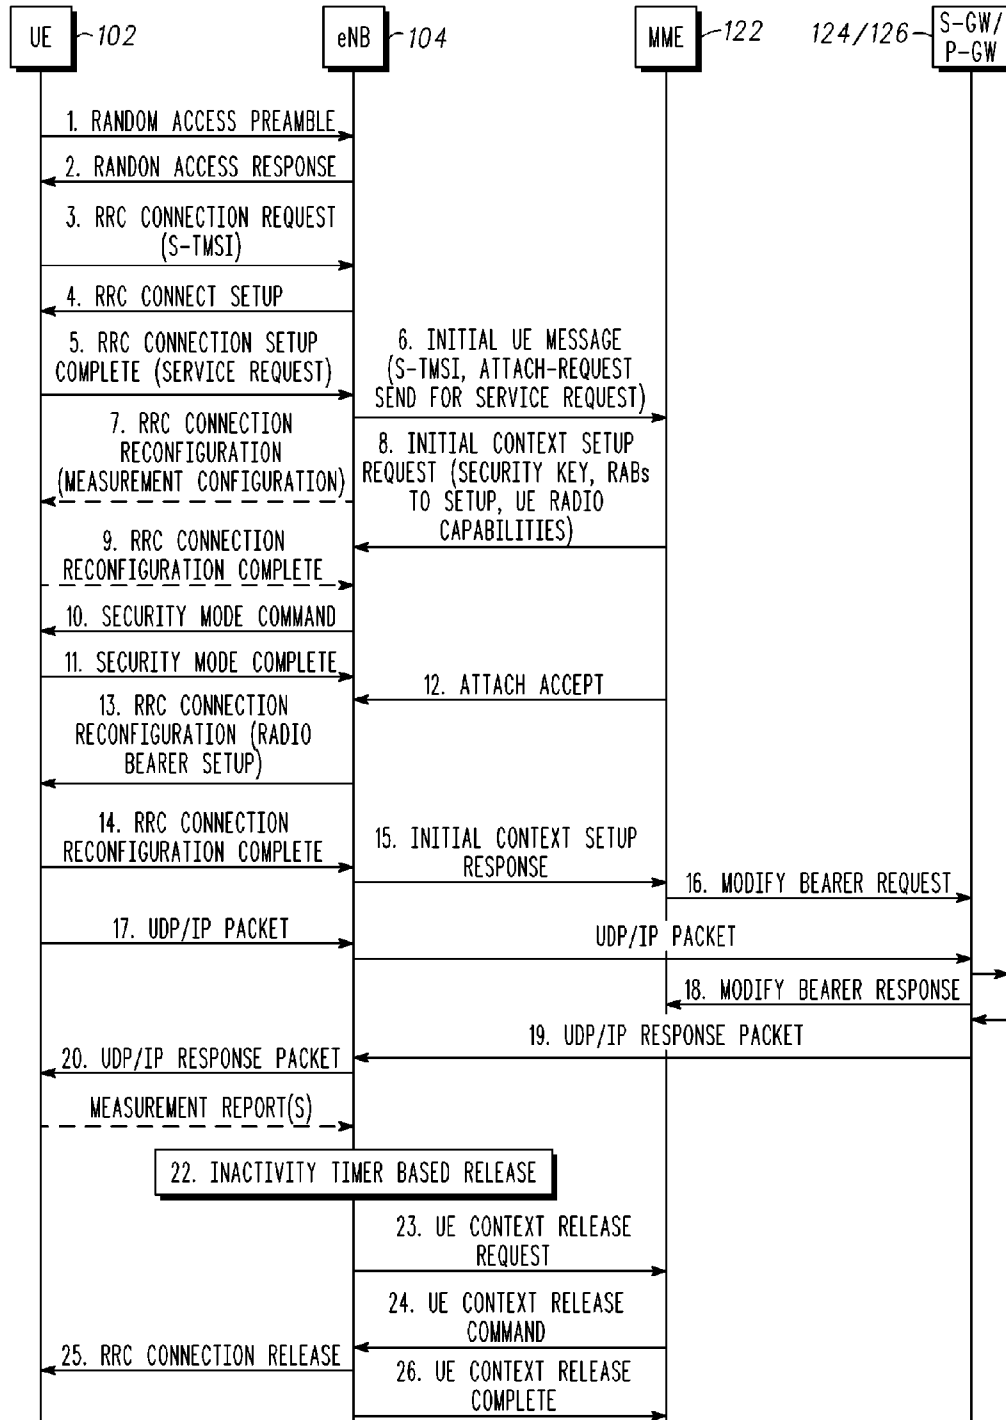 UE
102
eNB
104
MME
122
124/126
S-GW/
P-GW
1. RANDOM ACCESS PREAMBLE
2. RANDON ACCESS RESPONSE
3. RRC CONNECTION REQUEST
(S-TMSI)
4. RRC CONNECT SETUP
5. RRC CONNECTION SETUP
COMPLETE (SERVICE REQUEST)
6. INITIAL UE MESSAGE
(S-TMSI, ATTACH-REQUEST
SEND FOR SERVICE REQUEST)
7. RRC CONNECTION
RECONFIGURATION
(MEASUREMENT CONFIGURATION)
8. INITIAL CONTEXT SETUP
REQUEST (SECURITY KEY, RABs
TO SETUP, UE RADIO
CAPABILITIES)
9. RRC CONNECTION
RECONFIGURATION COMPLETE
10. SECURITY MODE COMMAND
11. SECURITY MODE COMPLETE
12. ATTACH ACCEPT
13. RRC CONNECTION
RECONFIGURATION (RADIO
BEARER SETUP)
14. RRC CONNECTION
RECONFIGURATION COMPLETE
15. INITIAL CONTEXT SETUP
RESPONSE
16. MODIFY BEARER REQUEST
17. UDP/IP PACKET
UDP/IP PACKET
18. MODIFY BEARER RESPONSE
19. UDP/IP RESPONSE PACKET
20. UDP/IP RESPONSE PACKET
MEASUREMENT REPORT(S)
22. INACTIVITY TIMER BASED RELEASE
23. UE CONTEXT RELEASE
REQUEST
24. UE CONTEXT RELEASE
COMMAND
25. RRC CONNECTION RELEASE
26. UE CONTEXT RELEASE
COMPLETE